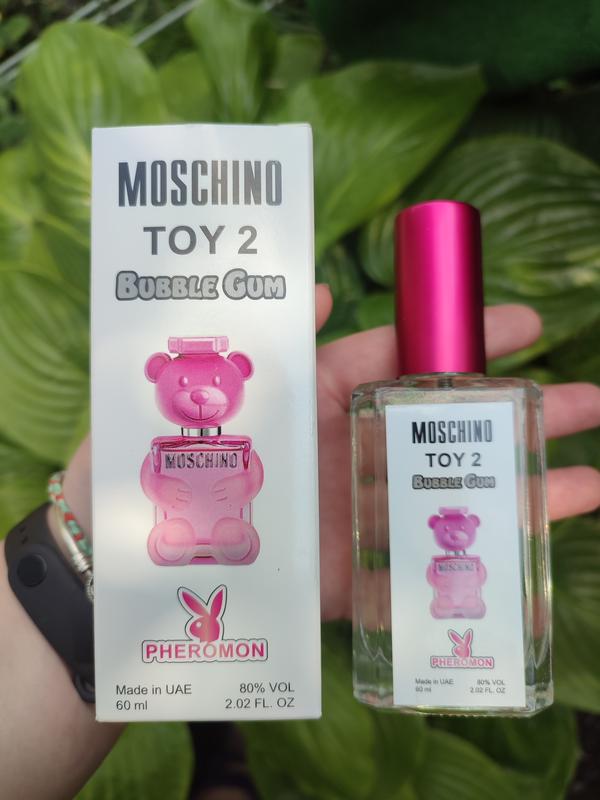 MOSCHINO
TOY 2
BUBBLE GUM
MOSCHINO
PHEROMON
Made in UAE 80% VOL
60 ml 2.02 FL. OZ
MOSCHINO
TOY 2
BUBBLE GUM
MOSCHINO
PHEROMON
Made in UAE 80% VOL
60 ml 2.02 FL. OZ